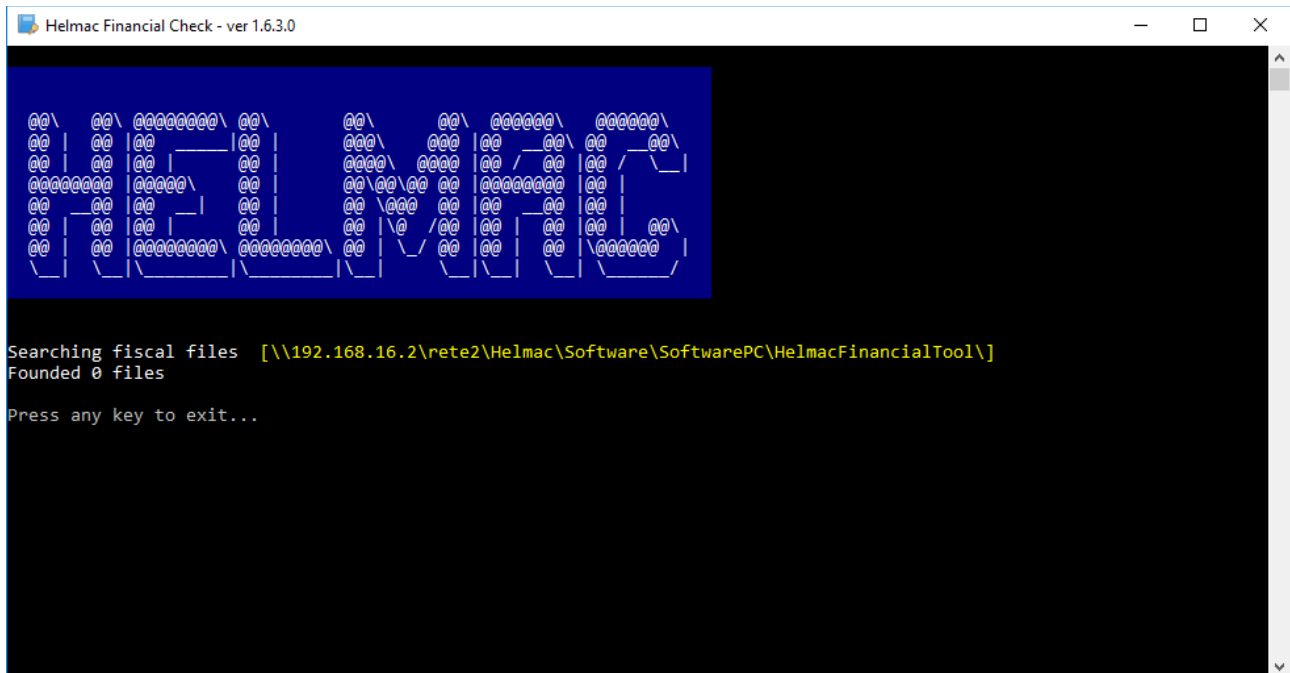 Helmac Financial Check - ver 1.6.3.0
HELMAC
Searching fiscal files [\\192.168.16.2\rete2\Helmac\Software\SoftwarePC\HelmacFinancialTool\]
Founded 0 files
Press any key to exit...